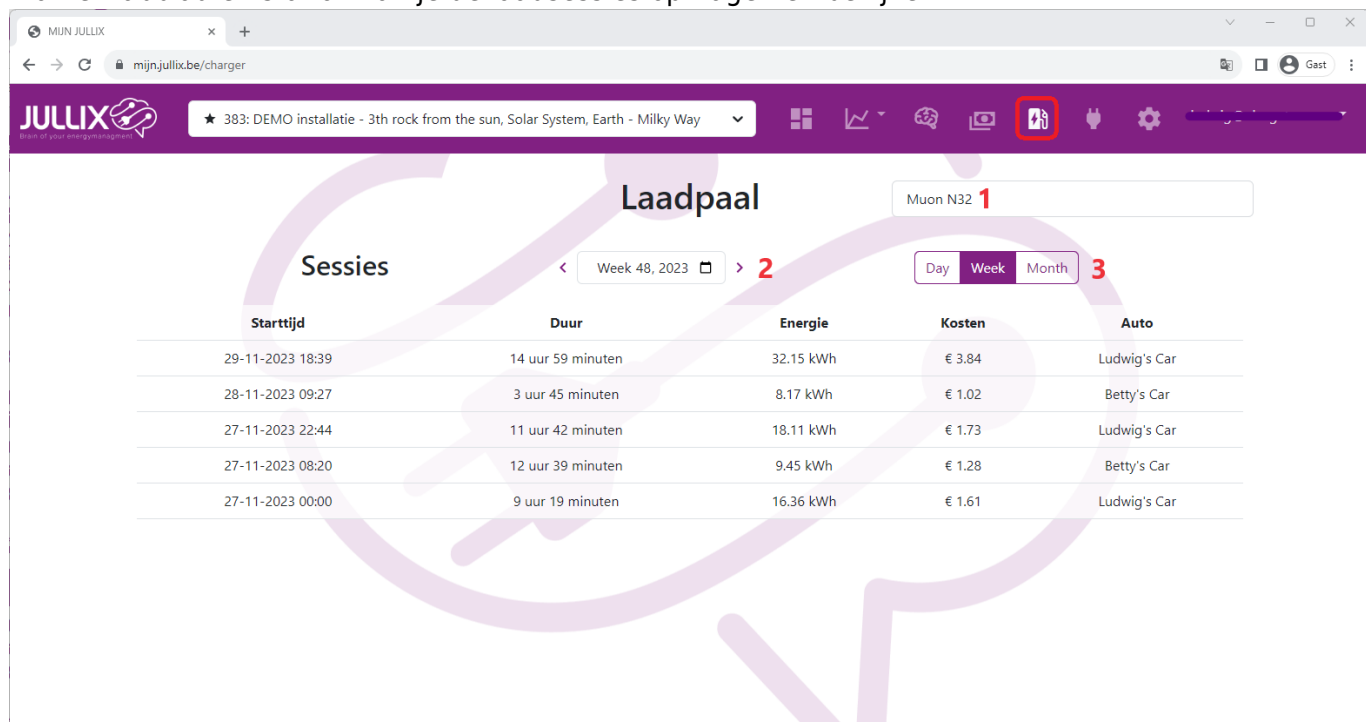 MIJN JULLIX
mijn.jullix.be/charger
Gast
JULLIX
Brain of your energymanagment
★ 383: DEMO installatie - 3th rock from the sun, Solar System, Earth - Milky Way
Laadpaal
Muon N32 1
Sessies
Week 48, 2023
2
Day Week Month 3
Starttijd Duur Energie Kosten Auto
29-11-2023 18:39 14 uur 59 minuten 32.15 kWh € 3.84 Ludwig's Car
28-11-2023 09:27 3 uur 45 minuten 8.17 kWh € 1.02 Betty's Car
27-11-2023 22:44 11 uur 42 minuten 18.11 kWh € 1.73 Ludwig's Car
27-11-2023 08:20 12 uur 39 minuten 9.45 kWh € 1.28 Betty's Car
27-11-2023 00:00 9 uur 19 minuten 16.36 kWh € 1.61 Ludwig's Car